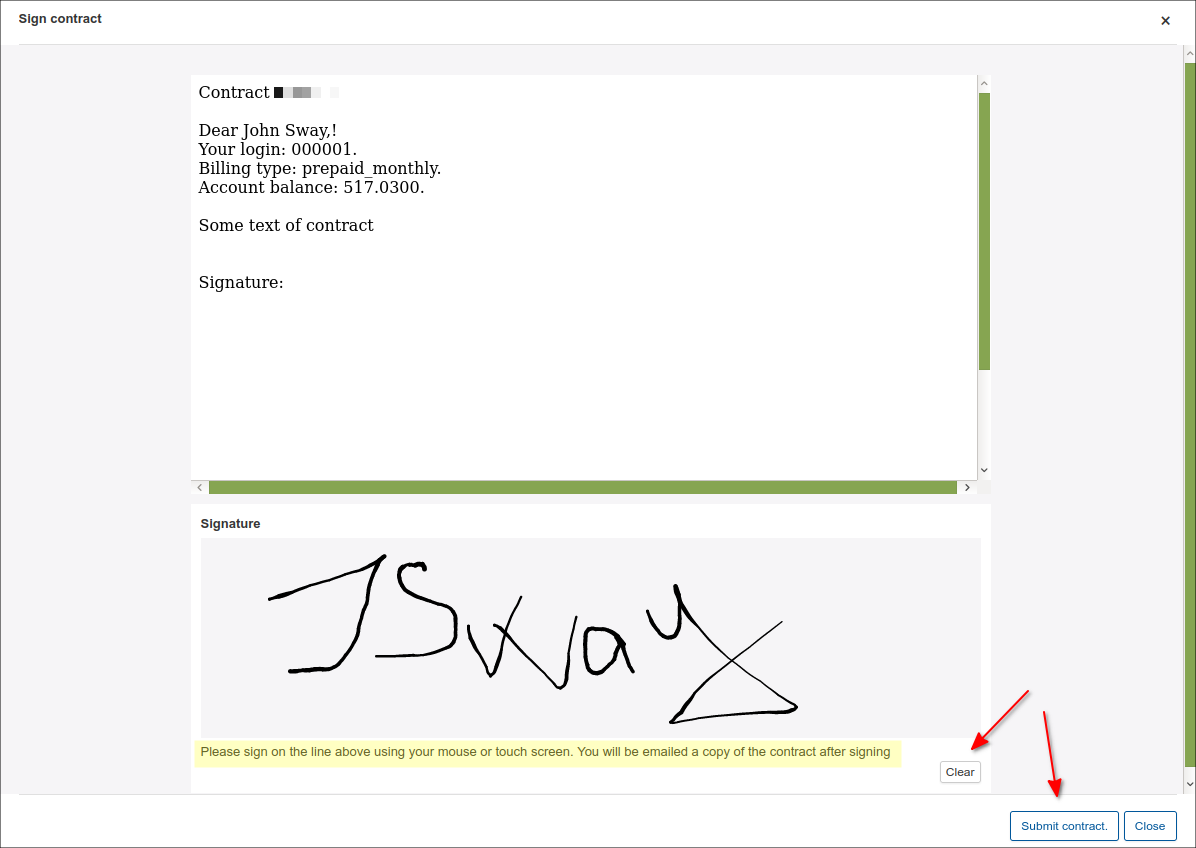 Sign contract
×
Contract
Dear John Sway,!
Your login: 000001.
Billing type: prepaid_monthly.
Account balance: 517.0300.
Some text of contract
Signature:
Signature
JSway
Please sign on the line above using your mouse or touch screen. You will be emailed a copy of the contract after signing
Clear
Submit contract.
Close